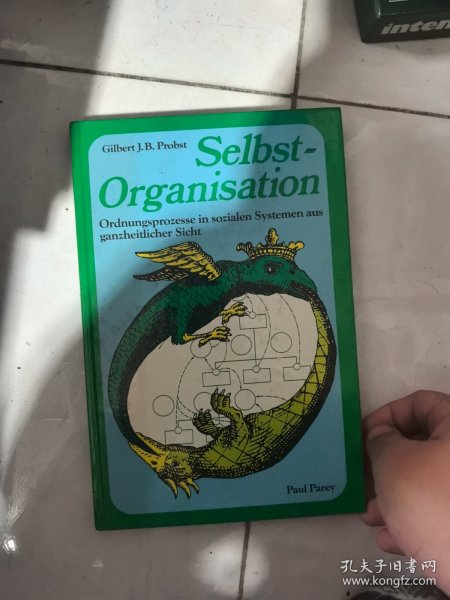 inten
Gilbert J. B. Probst
Selbst-
Organisation
Ordnungsprozesse in sozialen Systemen aus
ganzheitlicher Sicht
Paul Parey
孔夫子旧书网
www.kongfz.com